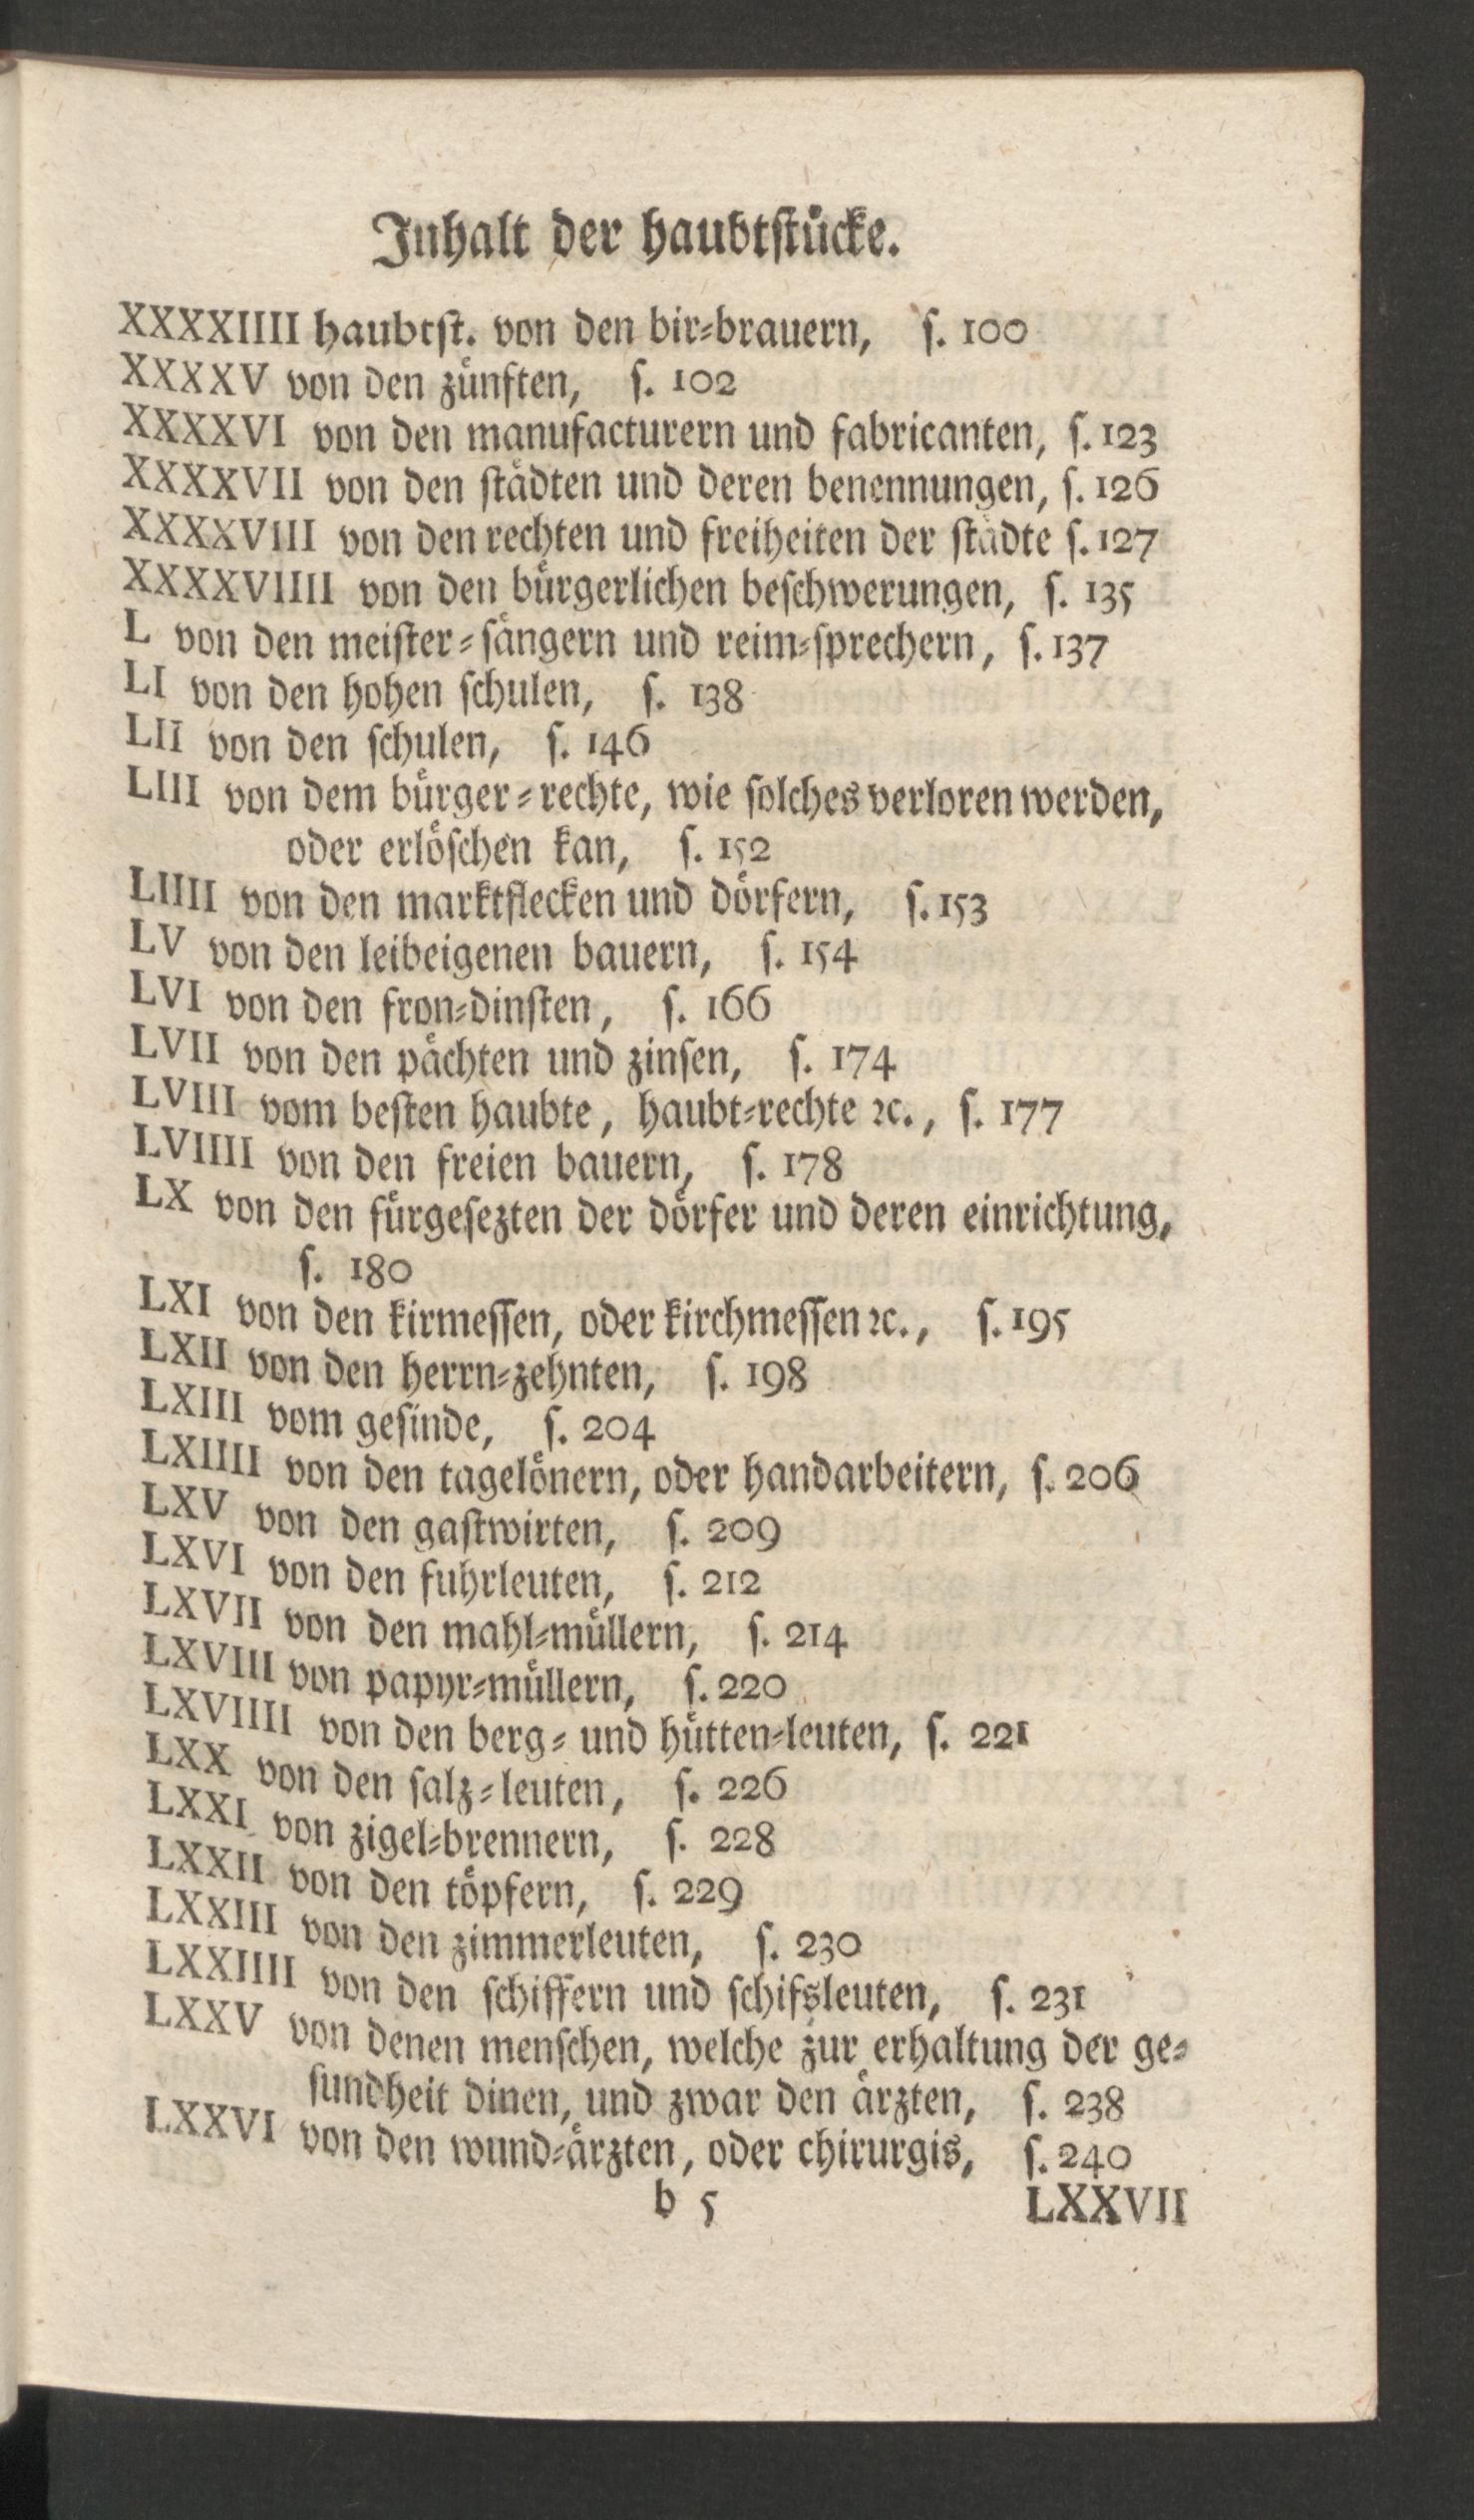 Inhalt der haubtſtücke.
XXXXIIII haubtſt. von den bir-brauern, ſ. 100
XXXXV von den zünften, ſ. 102
XXXXVI von den manufacturern und fabricanten, ſ. 123
XXXXVII von den ſtädten und deren benennungen, ſ. 126
XXXXVIII von den rechten und freiheiten der ſtädte ſ. 127
XXXXVIIII von den bürgerlichen beſchwerungen, ſ. 135
L von den meiſter-ſängern und reim-ſprechern, ſ. 137
LI von den hohen ſchulen, ſ. 138
LII von den ſchulen, ſ. 146
LIII von dem bürger-rechte, wie ſolches verloren werden,
oder erlöſchen kan, ſ. 152
LIIII von den marktflecken und dörfern, ſ. 153
LV von den leibeigenen bauern, ſ. 154
LVI von den fron-dinſten, ſ. 166
LVII von den pächten und zinſen, ſ. 174
LVIII vom beſten haubte, haubt-rechte ꝛc., ſ. 177
LVIIII von den freien bauern, ſ. 178
LX von den fürgeſezten der dörfer und deren einrichtung,
ſ. 180
LXI von den kirmeſſen, oder kirchmeſſen ꝛc., ſ. 195
LXII von den herrn-zehnten, ſ. 198
LXIII vom geſinde, ſ. 204
LXIIII von den tagelönern, oder handarbeitern, ſ. 206
LXV von den gaſtwirten, ſ. 209
LXVI von den fuhrleuten, ſ. 212
LXVII von den mahl-müllern, ſ. 214
LXVIII von papyr-müllern, ſ. 220
LXVIIII von den berg- und hütten-leuten, ſ. 221
LXX von den ſalz-leuten, ſ. 226
LXXI von zigel-brennern, ſ. 228
LXXII von den töpfern, ſ. 229
LXXIII von den zimmerleuten, ſ. 230
LXXIIII von den ſchiffern und ſchifsleuten, ſ. 231
LXXV von denen menſchen, welche zur erhaltung der ge-
ſundheit dinen, und zwar den ärzten, ſ. 238
LXXVI von den wund-ärzten, oder chirurgis, ſ. 240
b 5 LXXVII